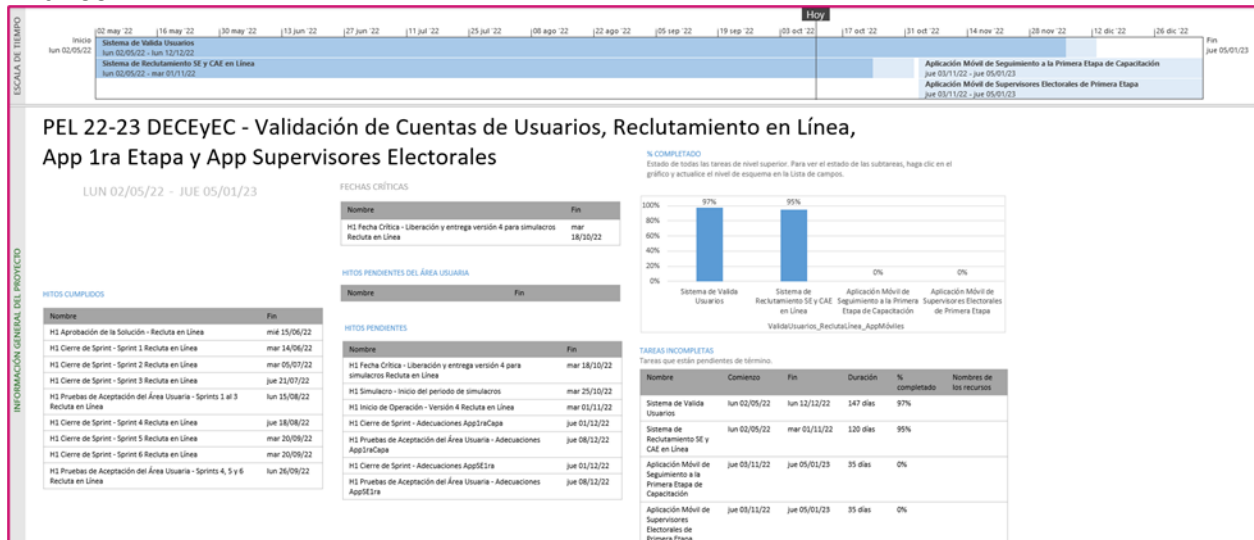 Hoy
ESCALA DE TIEMPO
02 may '22 16 may '22 30 may '22 13 jun '22 27 jun '22 11 jul '22 25 jul '22 08 ago '22 22 ago '22 05 sep '22 19 sep '22 03 oct '22 17 oct '22 31 oct '22 14 nov '22 28 nov '22 12 dic '22 26 dic '22
Inicio
lun 02/05/22
Sistema de Valida Usuarios
lun 02/05/22 - lun 12/12/22
Sistema de Reclutamiento SE y CAE en Línea
lun 02/05/22 - mar 01/11/22
Aplicación Móvil de Seguimiento a la Primera Etapa de Capacitación
jue 03/11/22 - jue 05/01/23
Aplicación Móvil de Supervisores Electorales de Primera Etapa
jue 03/11/22 - jue 05/01/23
Fin
jue 05/01/23
INFORMACIÓN GENERAL DEL PROYECTO
PEL 22-23 DECEyEC - Validación de Cuentas de Usuarios, Reclutamiento en Línea,
App 1ra Etapa y App Supervisores Electorales
LUN 02/05/22 - JUE 05/01/23
HITOS CUMPLIDOS
Nombre Fin
H1 Aprobación de la Solución - Recluta en Línea mié 15/06/22
H1 Cierre de Sprint - Sprint 1 Recluta en Línea mar 14/06/22
H1 Cierre de Sprint - Sprint 2 Recluta en Línea mar 05/07/22
H1 Cierre de Sprint - Sprint 3 Recluta en Línea jue 21/07/22
H1 Pruebas de Aceptación del Área Usuaria - Sprints 1 al 3 lun 15/08/22
Recluta en Línea
H1 Cierre de Sprint - Sprint 4 Recluta en Línea jue 18/08/22
H1 Cierre de Sprint - Sprint 5 Recluta en Línea mar 20/09/22
H1 Cierre de Sprint - Sprint 6 Recluta en Línea mar 20/09/22
H1 Pruebas de Aceptación del Área Usuaria - Sprints 4, 5 y 6 lun 26/09/22
Recluta en Línea
FECHAS CRÍTICAS
Nombre Fin
H1 Fecha Crítica - Liberación y entrega versión 4 para simulacros mar
Recluta en Línea 18/10/22
HITOS PENDIENTES DEL ÁREA USUARIA
Nombre Fin
HITOS PENDIENTES
Nombre Fin
H1 Fecha Crítica - Liberación y entrega versión 4 para mar 18/10/22
simulacros Recluta en Línea
H1 Simulacro - Inicio del periodo de simulacros mar 25/10/22
H1 Inicio de Operación - Versión 4 Recluta en Línea mar 01/11/22
H1 Cierre de Sprint - Adecuaciones App1raCapa jue 01/12/22
H1 Pruebas de Aceptación del Área Usuaria - Adecuaciones jue 08/12/22
App1raCapa
H1 Cierre de Sprint - Adecuaciones AppSE1ra jue 01/12/22
H1 Pruebas de Aceptación del Área Usuaria - Adecuaciones jue 08/12/22
AppSE1ra
% COMPLETADO
Estado de todas las tareas de nivel superior. Para ver el estado de las subtareas, haga clic en el
gráfico y actualice el nivel de esquema en la Lista de campos.
100%
80%
60%
40%
20%
0%
97% 95% 0% 0%
Sistema de Valida
Usuarios
Sistema de
Reclutamiento SE y CAE
en Línea
Aplicación Móvil de
Seguimiento a la Primera
Etapa de Capacitación
Aplicación Móvil de
Supervisores Electorales
de Primera Etapa
ValidaUsuarios_ReclutaLínea_AppMóviles
TAREAS INCOMPLETAS
Tareas que están pendientes de término.
Nombre Comienzo Fin Duración % completado Nombres de los recursos
Sistema de Valida lun 02/05/22 lun 12/12/22 147 días 97%
Usuarios
Sistema de lun 02/05/22 mar 01/11/22 120 días 95%
Reclutamiento SE y
CAE en Línea
Aplicación Móvil de jue 03/11/22 jue 05/01/23 35 días 0%
Seguimiento a la
Primera Etapa de
Capacitación
Aplicación Móvil de jue 03/11/22 jue 05/01/23 35 días 0%
Supervisores
Electorales de
Primera Etapa